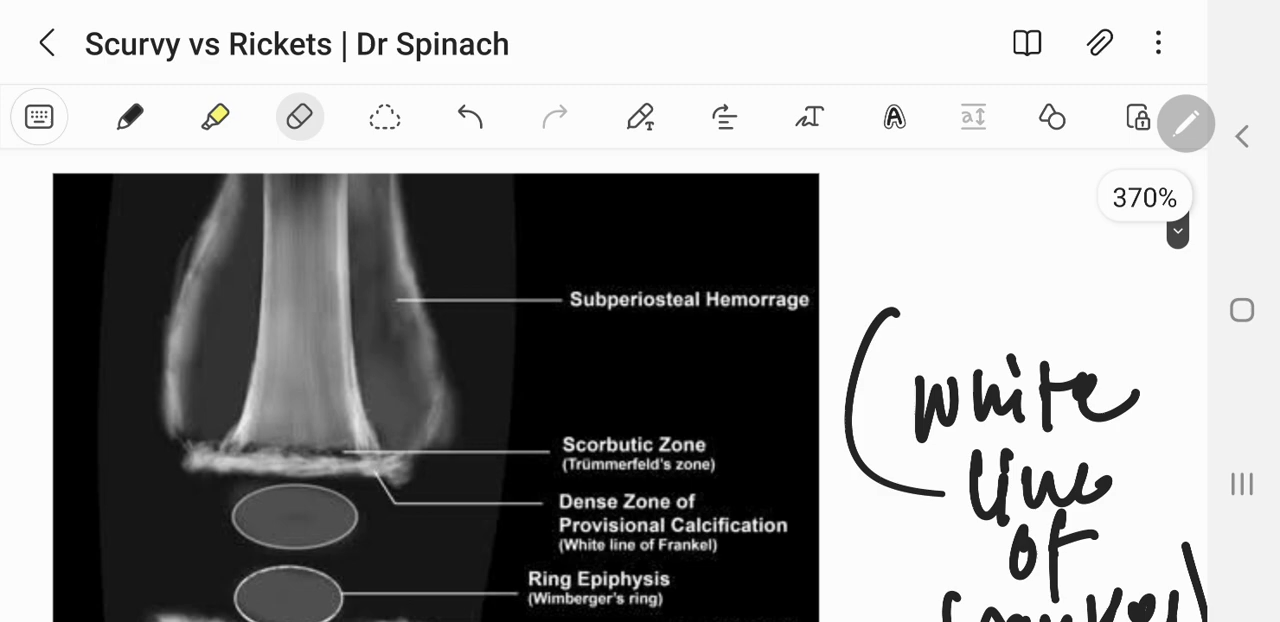 Scurvy vs Rickets | Dr Spinach
370%
Subperiosteal Hemorrage
Scorbutic Zone
(Trümmerfeld's zone)
Dense Zone of
Provisional Calcification
(White line of Frankel)
Ring Epiphysis
(Wimberger's ring)
(white
line
of